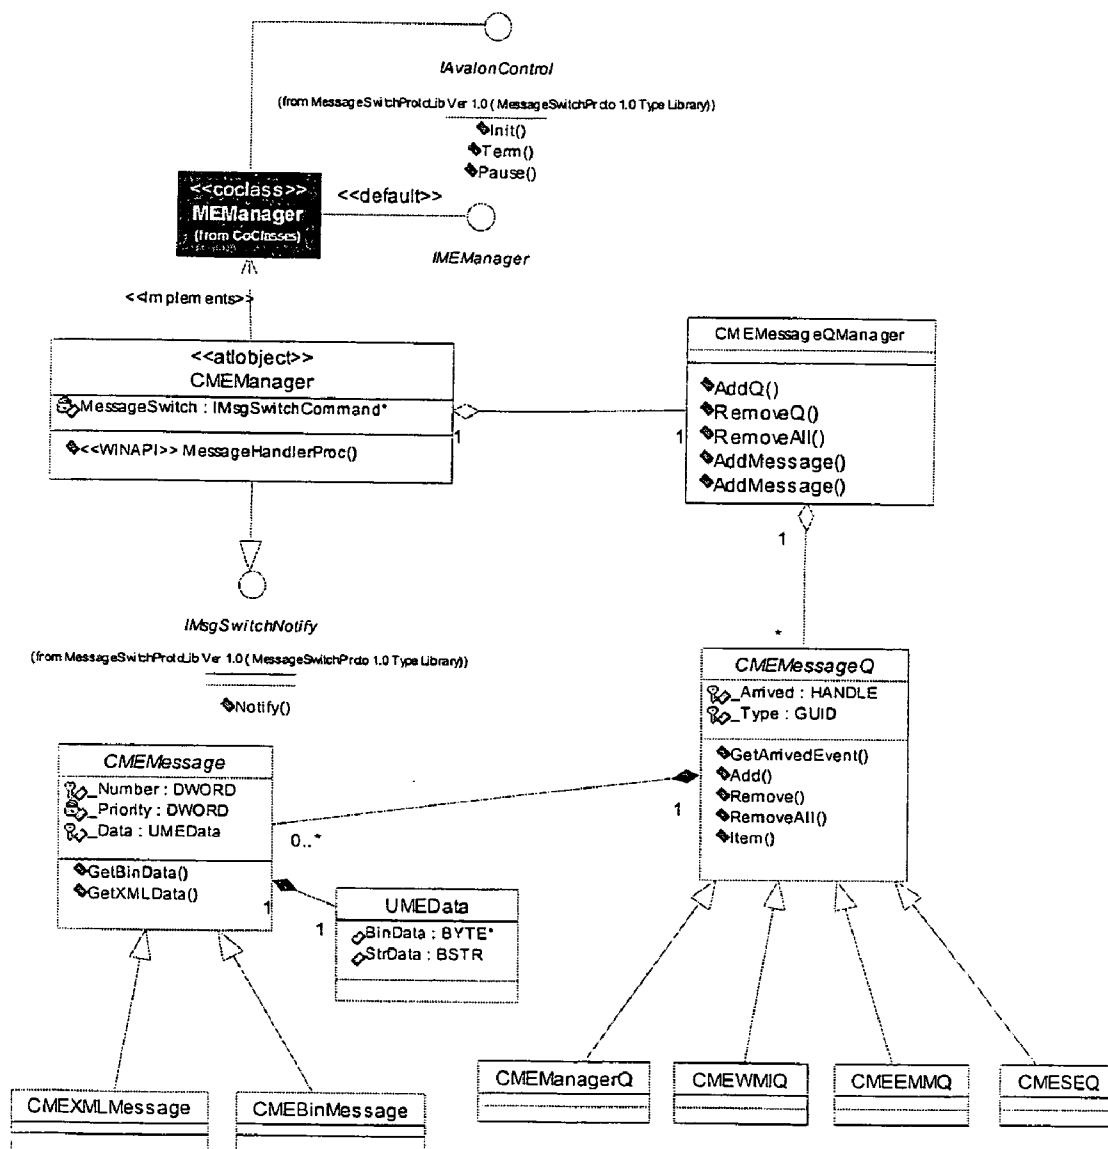 IAvalonControl
(from MessageSwitchProtoLib Ver 1.0 ( MessageSwitchProto 1.0 Type Library))
Init()
Term()
Pause()
<<coclass>>
MEManager
(from CoClasses)
<<default>>
IMEManager
<<Implements>>
<<atlobject>>
CMEManager
MessageSwitch : IMsgSwitchCommand*
<<WINAPI>> MessageHandlerProc()
1
1
CMEMessageQManager
AddQ()
RemoveQ()
RemoveAll()
AddMessage()
AddMessage()
1
*
IMsgSwitchNotify
(from MessageSwitchProtoLib Ver 1.0 ( MessageSwitchProto 1.0 Type Library))
Notify()
CMEMessageQ
_Arrived : HANDLE
_Type : GUID
GetArrivedEvent()
Add()
Remove()
RemoveAll()
Item()
CMEMessage
_Number : DWORD
_Priority : DWORD
_Data : UMEData
GetBinData()
GetXMLData()
0..*
1
1
1
UMEData
BinData : BYTE*
StrData : BSTR
CMEXMLMessage
CMEBinMessage
CMEManagerQ
CMEWMIQ
CMEEMMQ
CMESEQ